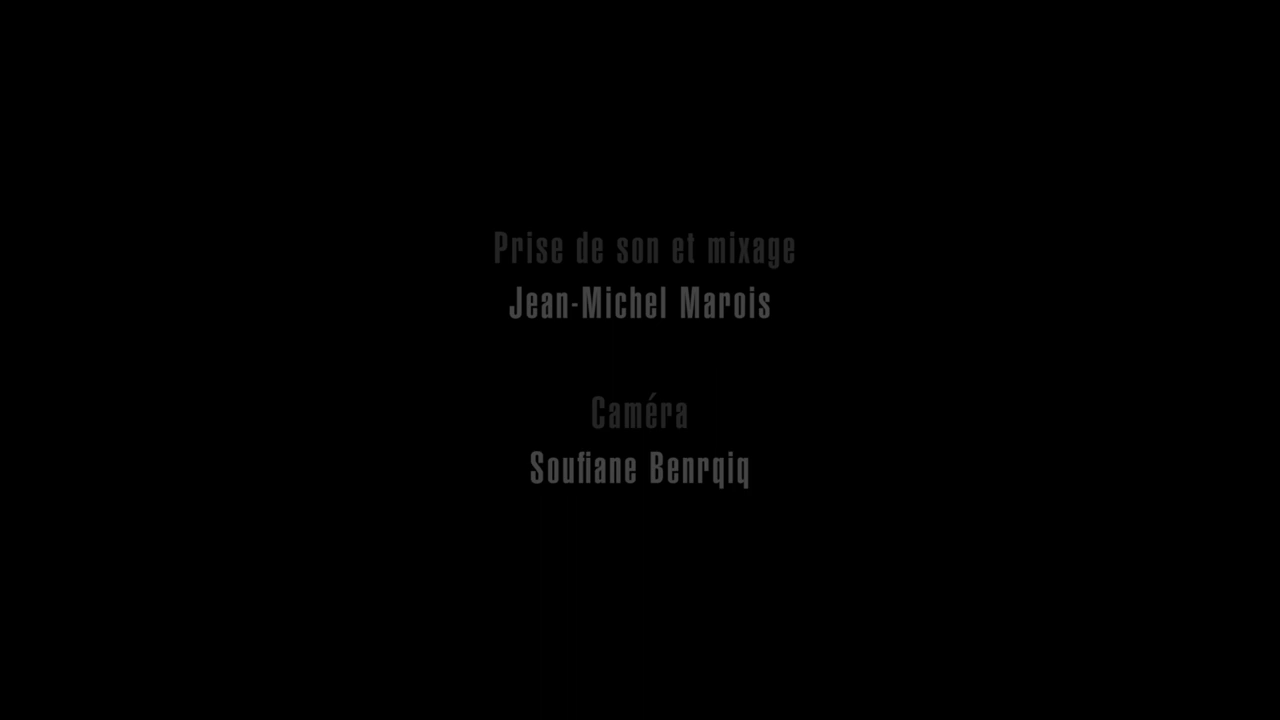 Prise de son et mixage
Jean-Michel Marois
Caméra
Soufiane Benrqiq